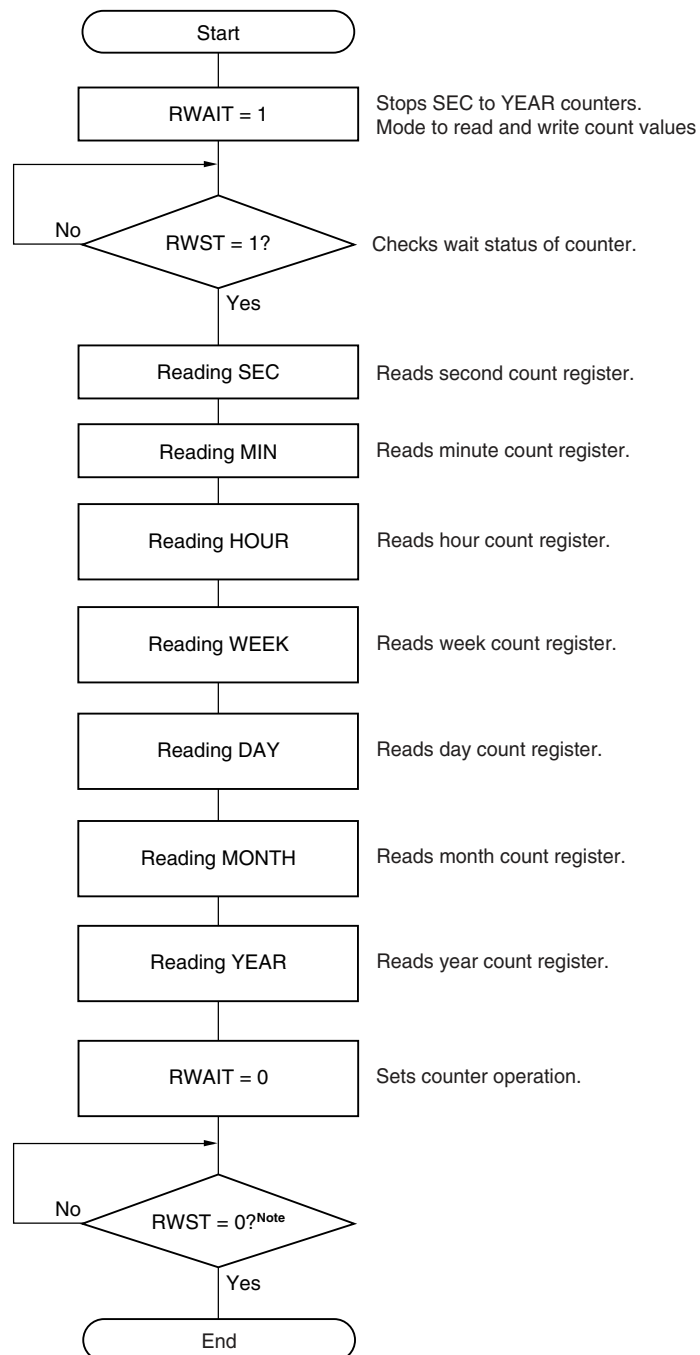 Start
RWAIT = 1
Stops SEC to YEAR counters.
Mode to read and write count values
No
RWST = 1?
Checks wait status of counter.
Yes
Reading SEC
Reads second count register.
Reading MIN
Reads minute count register.
Reading HOUR
Reads hour count register.
Reading WEEK
Reads week count register.
Reading DAY
Reads day count register.
Reading MONTH
Reads month count register.
Reading YEAR
Reads year count register.
RWAIT = 0
Sets counter operation.
No
RWST = 0?Note
Yes
End